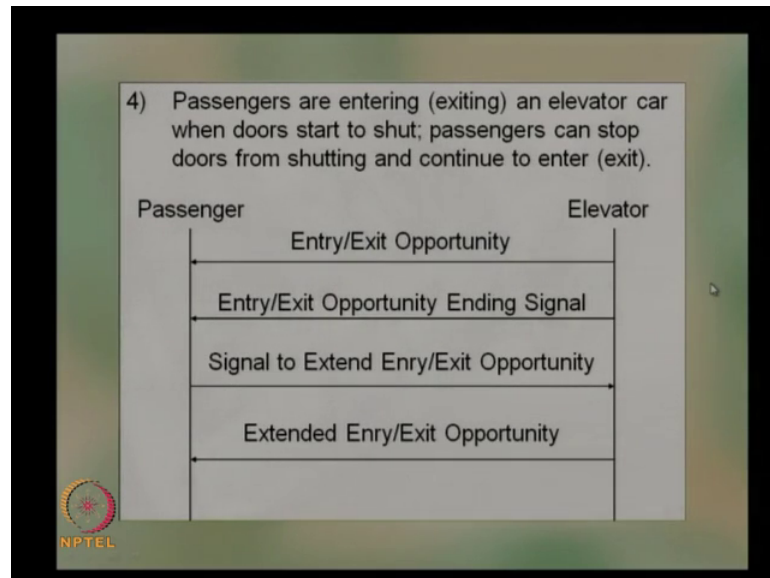 4) Passengers are entering (exiting) an elevator car
when doors start to shut; passengers can stop
doors from shutting and continue to enter (exit).
Passenger Elevator
Entry/Exit Opportunity
Entry/Exit Opportunity Ending Signal
Signal to Extend Enry/Exit Opportunity
Extended Enry/Exit Opportunity
NPTEL